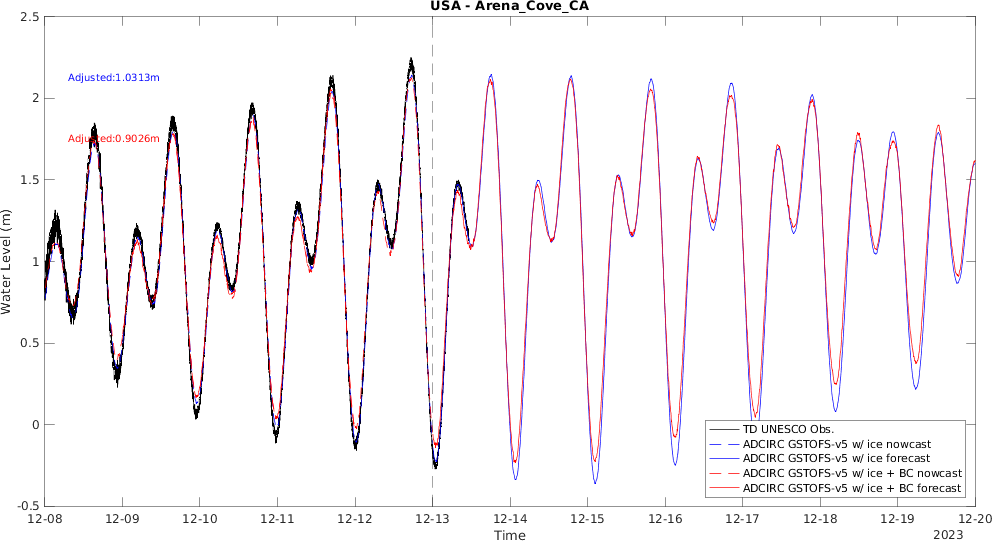 USA - Arena_Cove_CA
Adjusted:1.0313m
Adjusted:0.9026m
Water Level (m)
2.5
2
1.5
1
0.5
0
-0.5
TD UNESCO Obs.
ADCIRC GSTOFS-v5 w/ ice nowcast
ADCIRC GSTOFS-v5 w/ ice forecast
ADCIRC GSTOFS-v5 w/ ice + BC nowcast
ADCIRC GSTOFS-v5 w/ ice + BC forecast
12-08 12-09 12-10 12-11 12-12 12-13 12-14 12-15 12-16 12-17 12-18 12-19 12-20
Time
2023